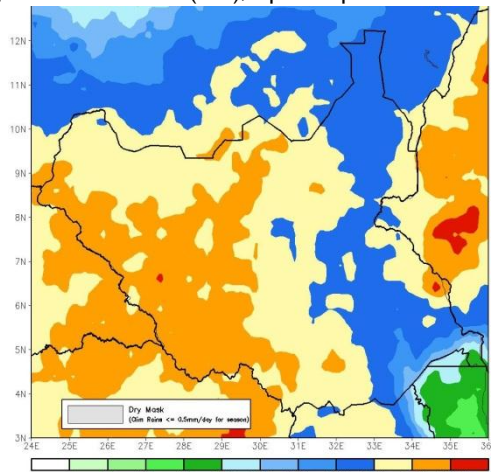 12N
11N
10N
9N
8N
7N
6N
5N
4N
Dry Mask
(Clim Rains <= 0.5mm/day for season)
3N
24E 25E 26E 27E 28E 29E 30E 31E 32E 33E 34E 35E 36